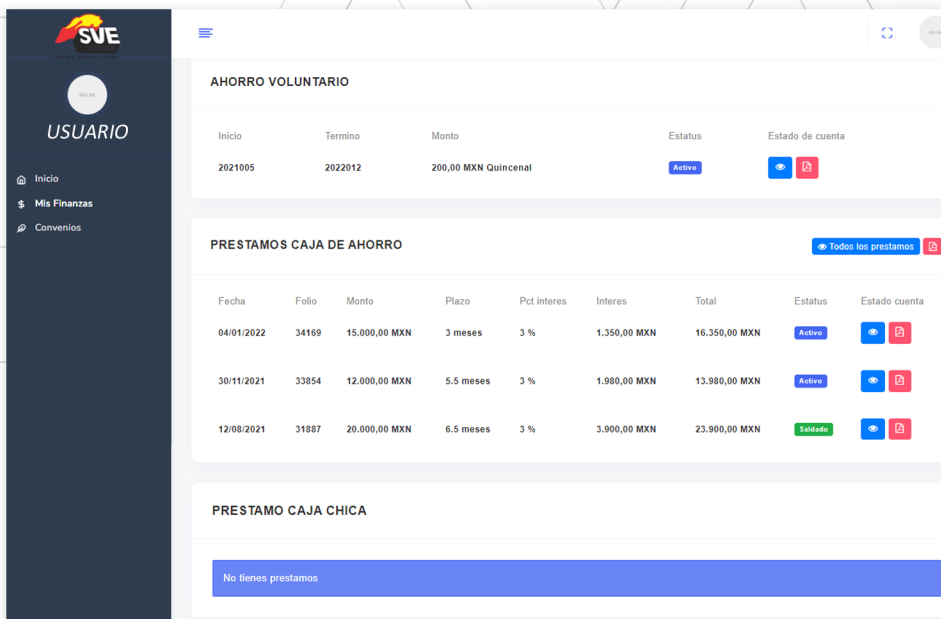 SVE
USUARIO
Inicio
$ Mis Finanzas
Convenios
AHORRO VOLUNTARIO
Inicio Termino Monto Estatus Estado de cuenta
2021005 2022012 200,00 MXN Quincenal Activo
PRESTAMOS CAJA DE AHORRO
Todos los prestamos
Fecha Folio Monto Plazo Pct interes Interes Total Estatus Estado cuenta
04/01/2022 34169 15.000,00 MXN 3 meses 3 % 1.350,00 MXN 16.350,00 MXN Activo
30/11/2021 33854 12.000,00 MXN 5.5 meses 3 % 1.980,00 MXN 13.980,00 MXN Activo
12/08/2021 31887 20.000,00 MXN 6.5 meses 3 % 3.900,00 MXN 23.900,00 MXN Saldado
PRESTAMO CAJA CHICA
No tienes prestamos